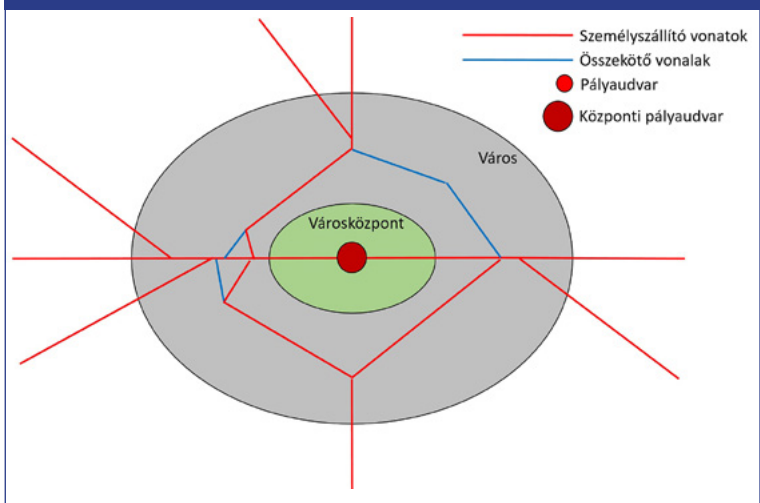 Személyszállító vonatok
Összekötő vonalak
Pályaudvar
Központi pályaudvar
Város
Városközpont